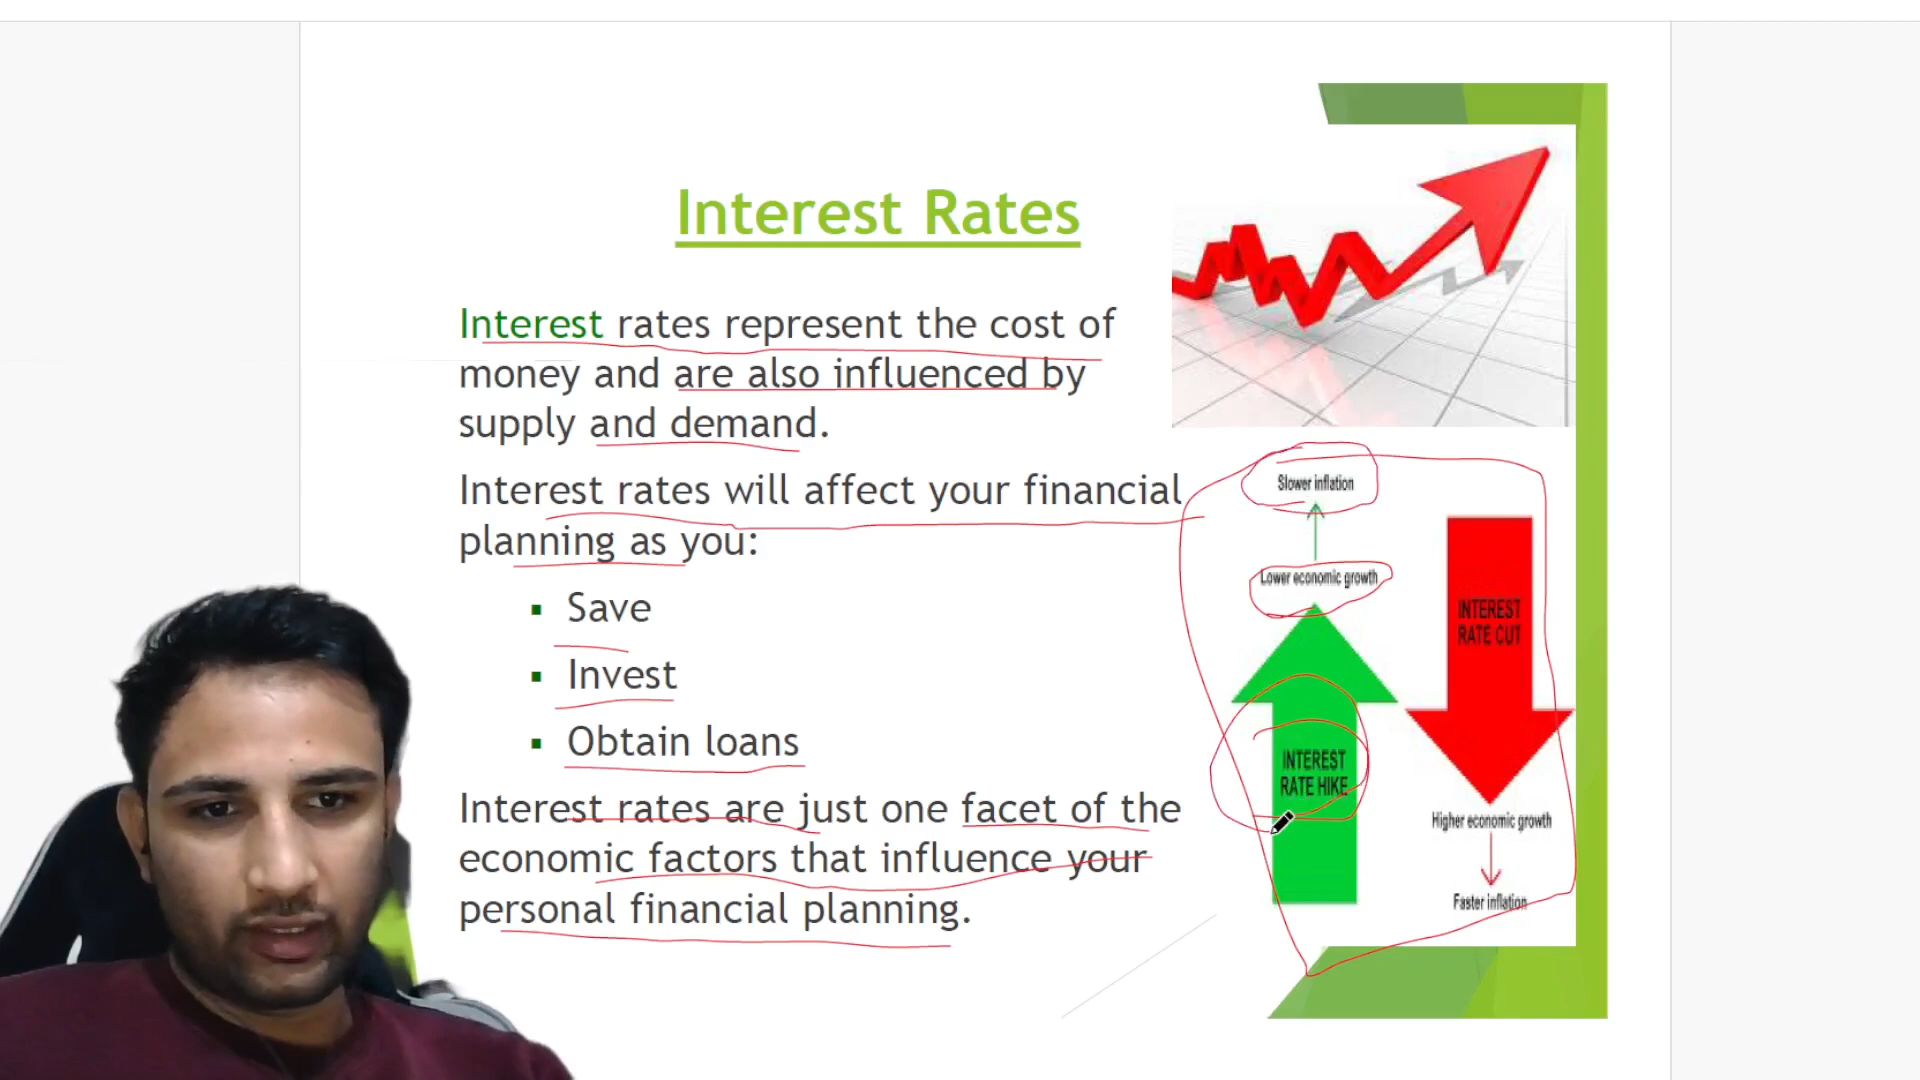 Interest Rates
Interest rates represent the cost of
money and are also influenced by
supply and demand.
Interest rates will affect your financial
planning as you:
▪ Save
▪ Invest
▪ Obtain loans
Interest rates are just one facet of the
economic factors that influence your
personal financial planning.
Slower inflation
Lower economic growth
INTEREST
RATE HIKE
INTEREST
RATE CUT
Higher economic growth
Faster inflation